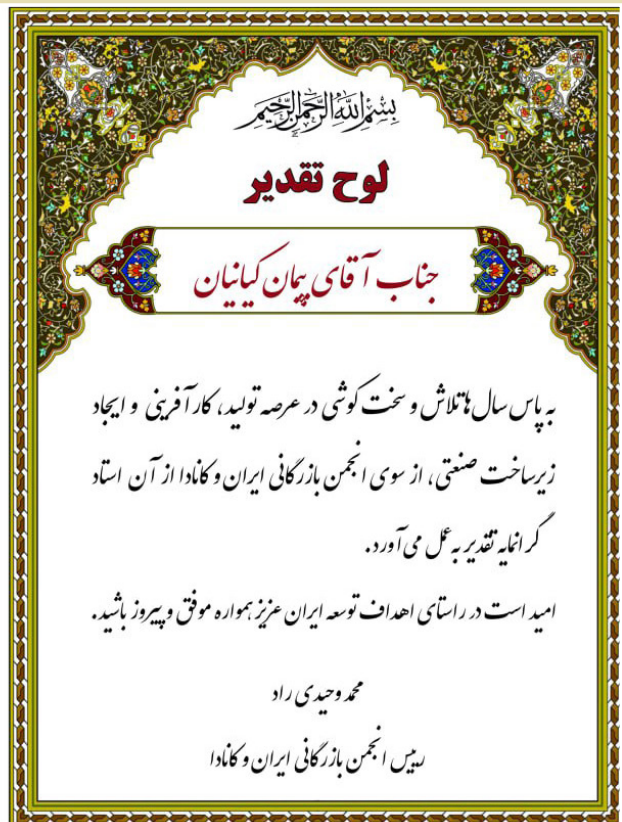 بسم الله الرحمن الرحیم
لوح تقدیر
جناب آقای پیمان کیانیان
به پاس سال ها تلاش و سخت کوشی در عرصه تولید، کارآفرینی و ایجاد
زیرساخت صنعتی، از سوی انجمن بازرگانی ایران و کانادا از آن استاد
گرانمایه تقدیر به عمل می آورد.
امید است در راستای اهداف توسعه ایران عزیز همواره موفق و پیروز باشید.
محمد وحیدی راد
رییس انجمن بازرگانی ایران و کانادا